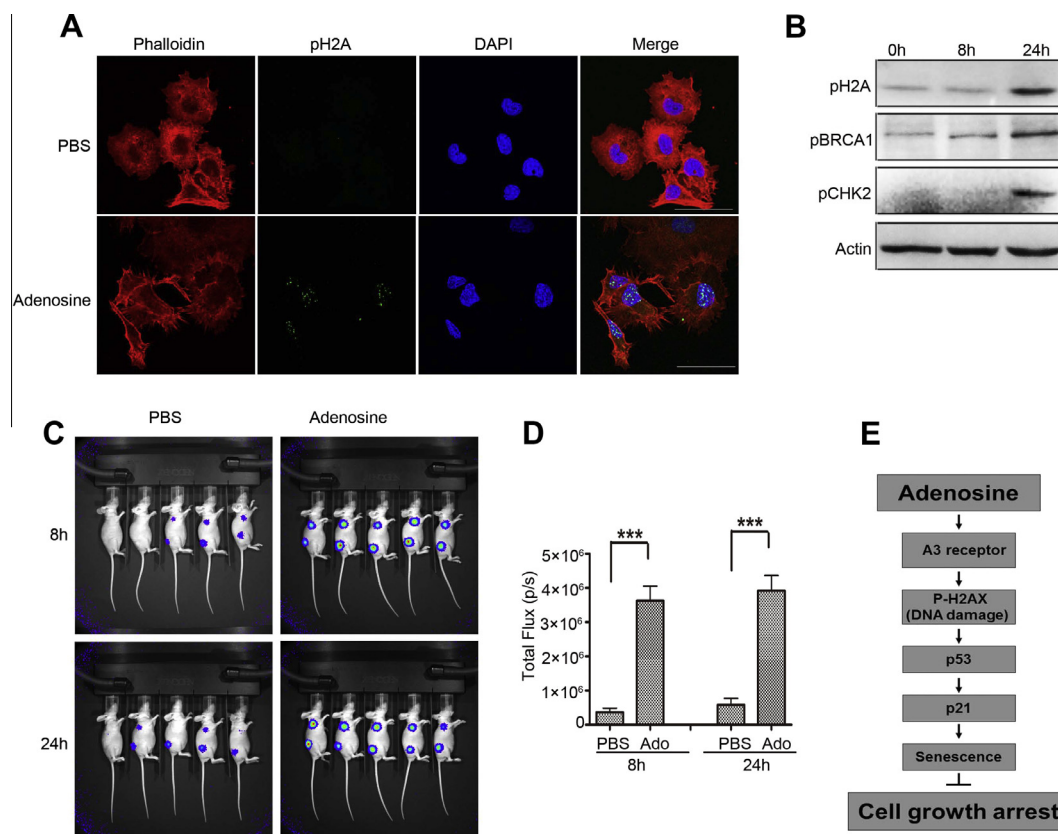 A
Phalloidin pH2A DAPI Merge
PBS
Adenosine
B
0h 8h 24h
pH2A
pBRCA1
pCHK2
Actin
C
PBS Adenosine
8h
24h
D
Total Flux (p/s)
5×10⁶
4×10⁶
3×10⁶
2×10⁶
1×10⁶
0
*** ***
PBS Ado PBS Ado
8h 24h
E
Adenosine
A3 receptor
P-H2AX
(DNA damage)
p53
p21
Senescence
Cell growth arrest